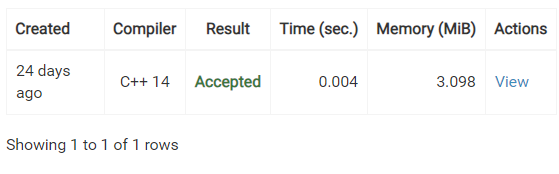 Created Compiler Result Time (sec.) Memory (MiB) Actions
24 days
ago
C++ 14 Accepted 0.004 3.098 View
Showing 1 to 1 of 1 rows